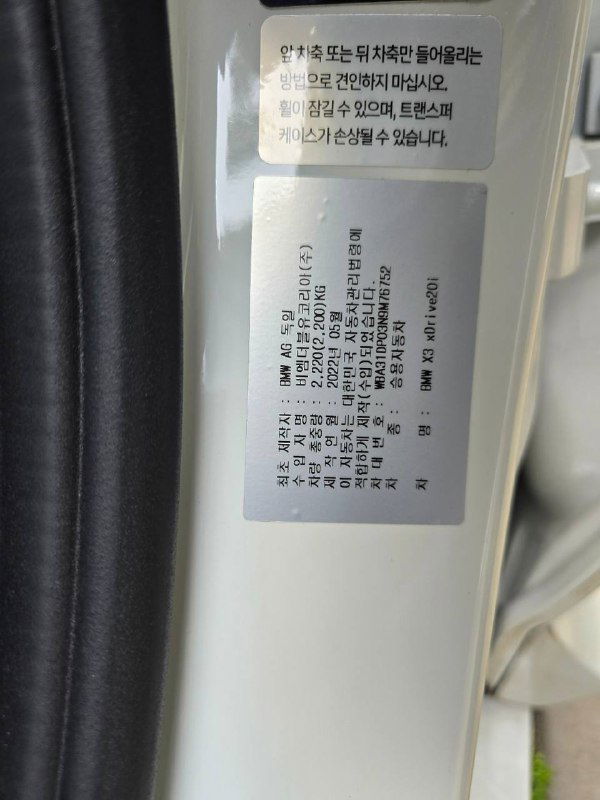 앞 차축 또는 뒤 차축만 들어올리는
방법으로 견인하지 마십시오.
휠이 잠길 수 있으며, 트랜스퍼
케이스가 손상될 수 있습니다.
최초 제작자 : BMW AG 독일
수 입 자 명 : 비엠더블유코리아(주)
차량 총중량 : 2,220(2,200)KG
제 작 연 월 : 2022년 05월
이 자동차는 대한민국 자동차관리법령에
적합하게 제작(수입)되었습니다.
차 대 번 호 : WBA31DP03N9M76752
차 종 : 승용자동차
차 명 : BMW X3 xDrive20i